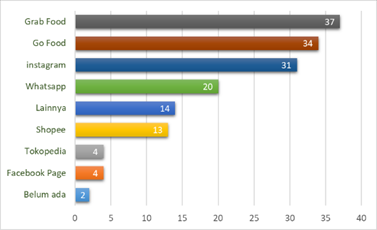 Grab Food 37
Go Food 34
instagram 31
Whatsapp 20
Lainnya 14
Shopee 13
Tokopedia 4
Facebook Page 4
Belum ada 2
0 5 10 15 20 25 30 35 40